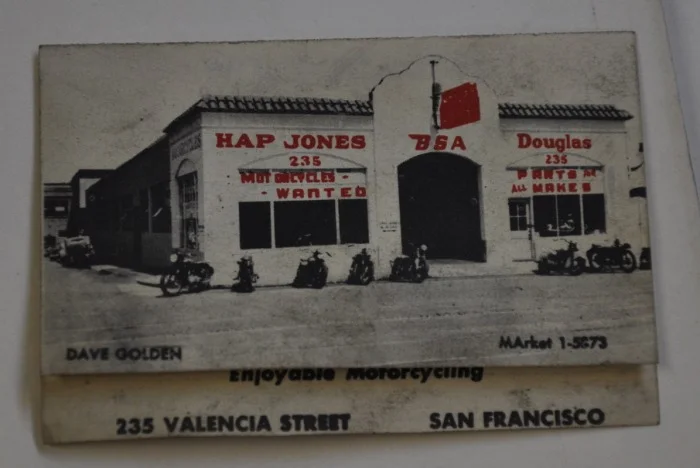 HAP JONES BSA Douglas
235 235
MOTORCYCLES - PARTS For
- WANTED ALL MAKES
DAVE GOLDEN MArket 1-5673
Enjoyable Motorcycling
235 VALENCIA STREET SAN FRANCISCO